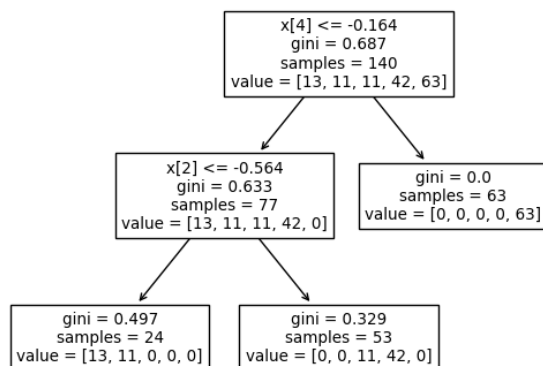 x[4] <= -0.164
gini = 0.687
samples = 140
value = [13, 11, 11, 42, 63]
x[2] <= -0.564
gini = 0.633
samples = 77
value = [13, 11, 11, 42, 0]
gini = 0.0
samples = 63
value = [0, 0, 0, 0, 63]
gini = 0.497
samples = 24
value = [13, 11, 0, 0, 0]
gini = 0.329
samples = 53
value = [0, 0, 11, 42, 0]